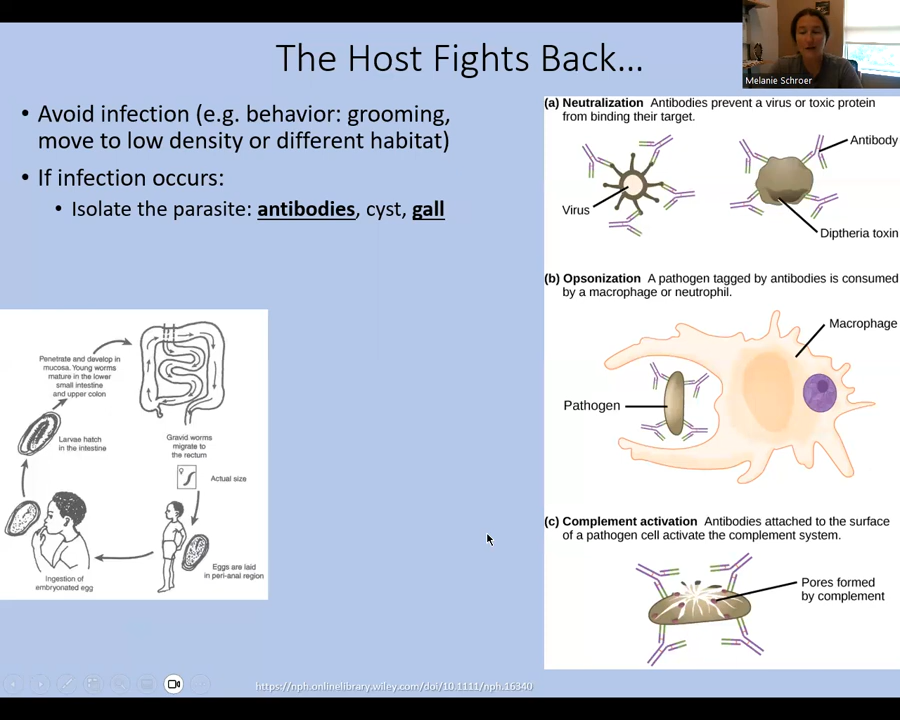 The Host Fights Back...
Melanie Schroer
• Avoid infection (e.g. behavior: grooming,
move to low density or different habitat)
• If infection occurs:
• Isolate the parasite: antibodies, cyst, gall
Penetrate and develop in
mucosa. Young worms
mature in the lower
small intestine
and upper colon
Larvae hatch
in the intestine
Gravid worms
migrate to
the rectum
♀
Actual size
Eggs are laid
in peri-anal region
Ingestion of
embryonated egg
(a) Neutralization Antibodies prevent a virus or toxic protein
from binding their target.
Antibody
Virus
Diptheria toxin
(b) Opsonization A pathogen tagged by antibodies is consumed
by a macrophage or neutrophil.
Macrophage
Pathogen
(c) Complement activation Antibodies attached to the surface
of a pathogen cell activate the complement system.
Pores formed
by complement
https://nph.onlinelibrary.wiley.com/doi/10.1111/nph.16340